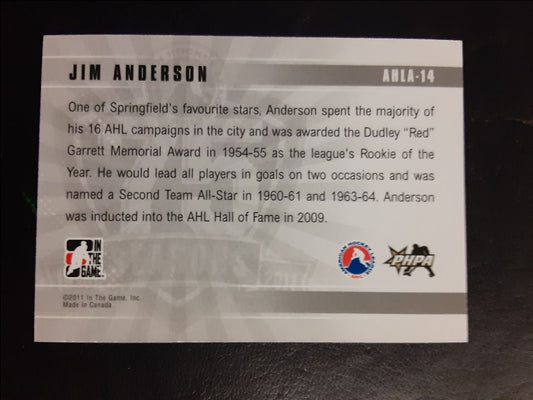 JIM ANDERSON
AHLA-14
One of Springfield's favourite stars, Anderson spent the majority of
his 16 AHL campaigns in the city and was awarded the Dudley "Red"
Garrett Memorial Award in 1954-55 as the league's Rookie of the
Year. He would lead all players in goals on two occasions and was
named a Second Team All-Star in 1960-61 and 1963-64. Anderson
was inducted into the AHL Hall of Fame in 2009.
IN
THE
GAME
AMERICAN HOCKEY LEAGUE
AHL
PHPA
©2011 In The Game, Inc.
Made in Canada